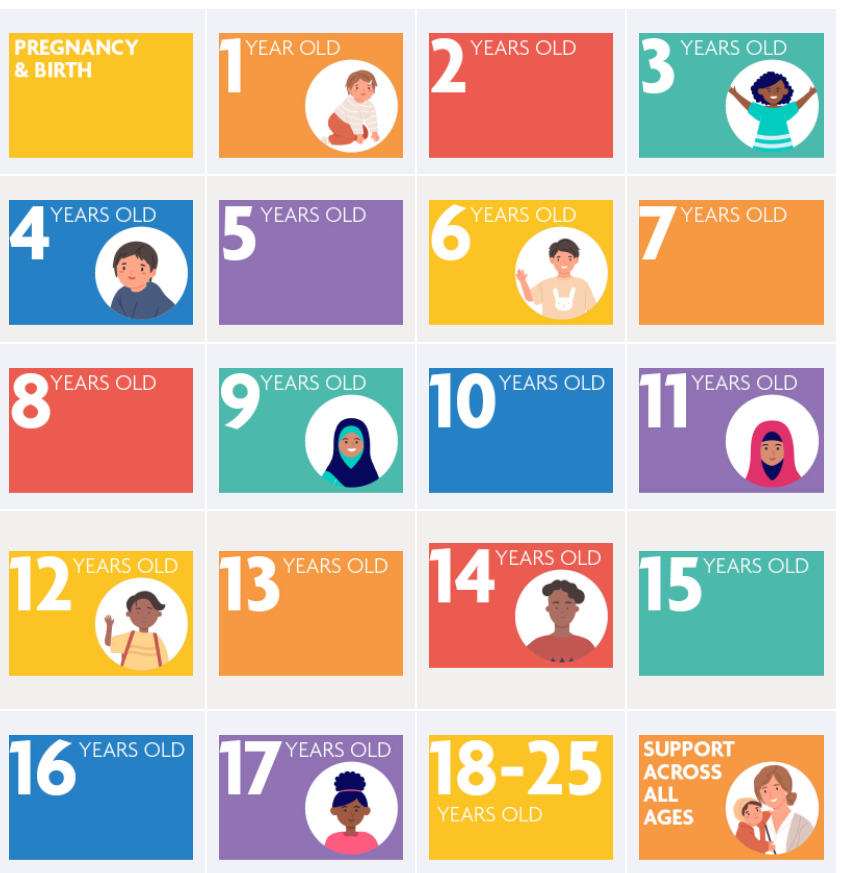 PREGNANCY
& BIRTH
1 YEAR OLD
2 YEARS OLD
3 YEARS OLD
4 YEARS OLD
5 YEARS OLD
6 YEARS OLD
7 YEARS OLD
8 YEARS OLD
9 YEARS OLD
10 YEARS OLD
11 YEARS OLD
12 YEARS OLD
13 YEARS OLD
14 YEARS OLD
15 YEARS OLD
16 YEARS OLD
17 YEARS OLD
18-25
YEARS OLD
SUPPORT
ACROSS
ALL
AGES